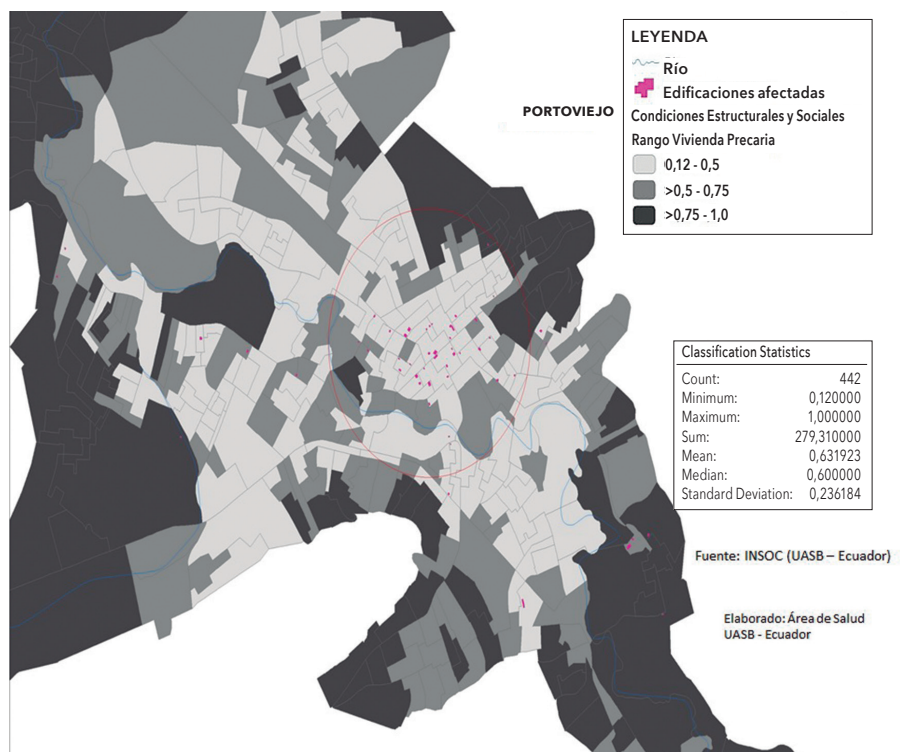 PORTOVIEJO
LEYENDA
Río
Edificaciones afectadas
Condiciones Estructurales y Sociales
Rango Vivienda Precaria
0,12 - 0,5
>0,5 - 0,75
>0,75 - 1,0
Classification Statistics
Count: 442
Minimum: 0,120000
Maximum: 1,000000
Sum: 279,310000
Mean: 0,631923
Median: 0,600000
Standard Deviation: 0,236184
Fuente: INSOC (UASB – Ecuador)
Elaborado: Área de Salud
UASB - Ecuador